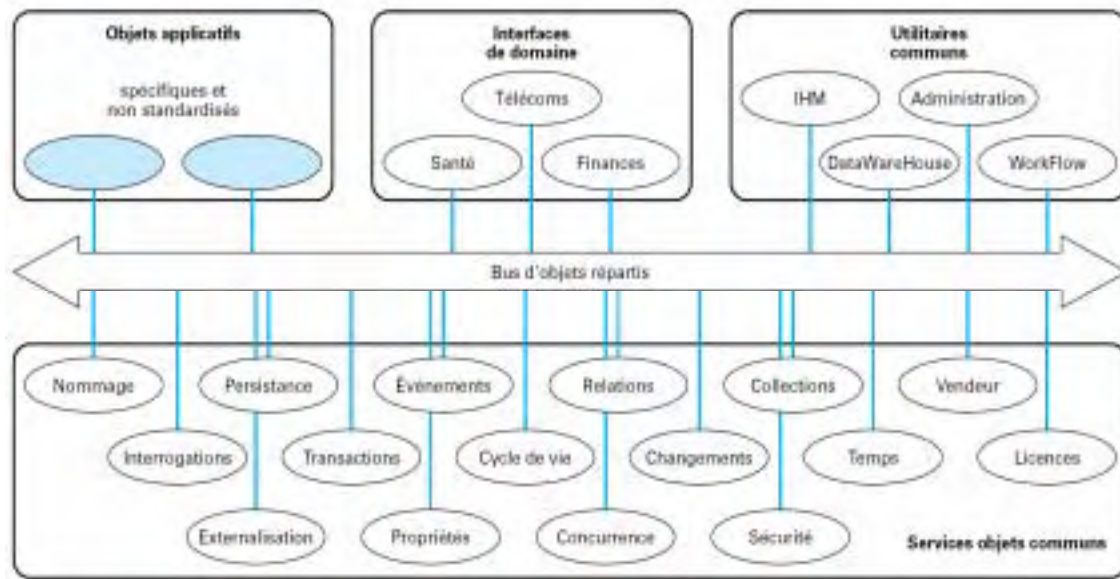 Objets applicatifs
spécifiques et
non standardisés
Interfaces
de domaine
Télécoms
Santé
Finances
Utilitaires
communs
IHM
Administration
DataWareHouse
WorkFlow
Bus d'objets répartis
Nommage
Persistance
Événements
Relations
Collections
Vendeur
Interrogations
Transactions
Cycle de vie
Changements
Temps
Licences
Externalisation
Propriétés
Concurrence
Sécurité
Services objets communs